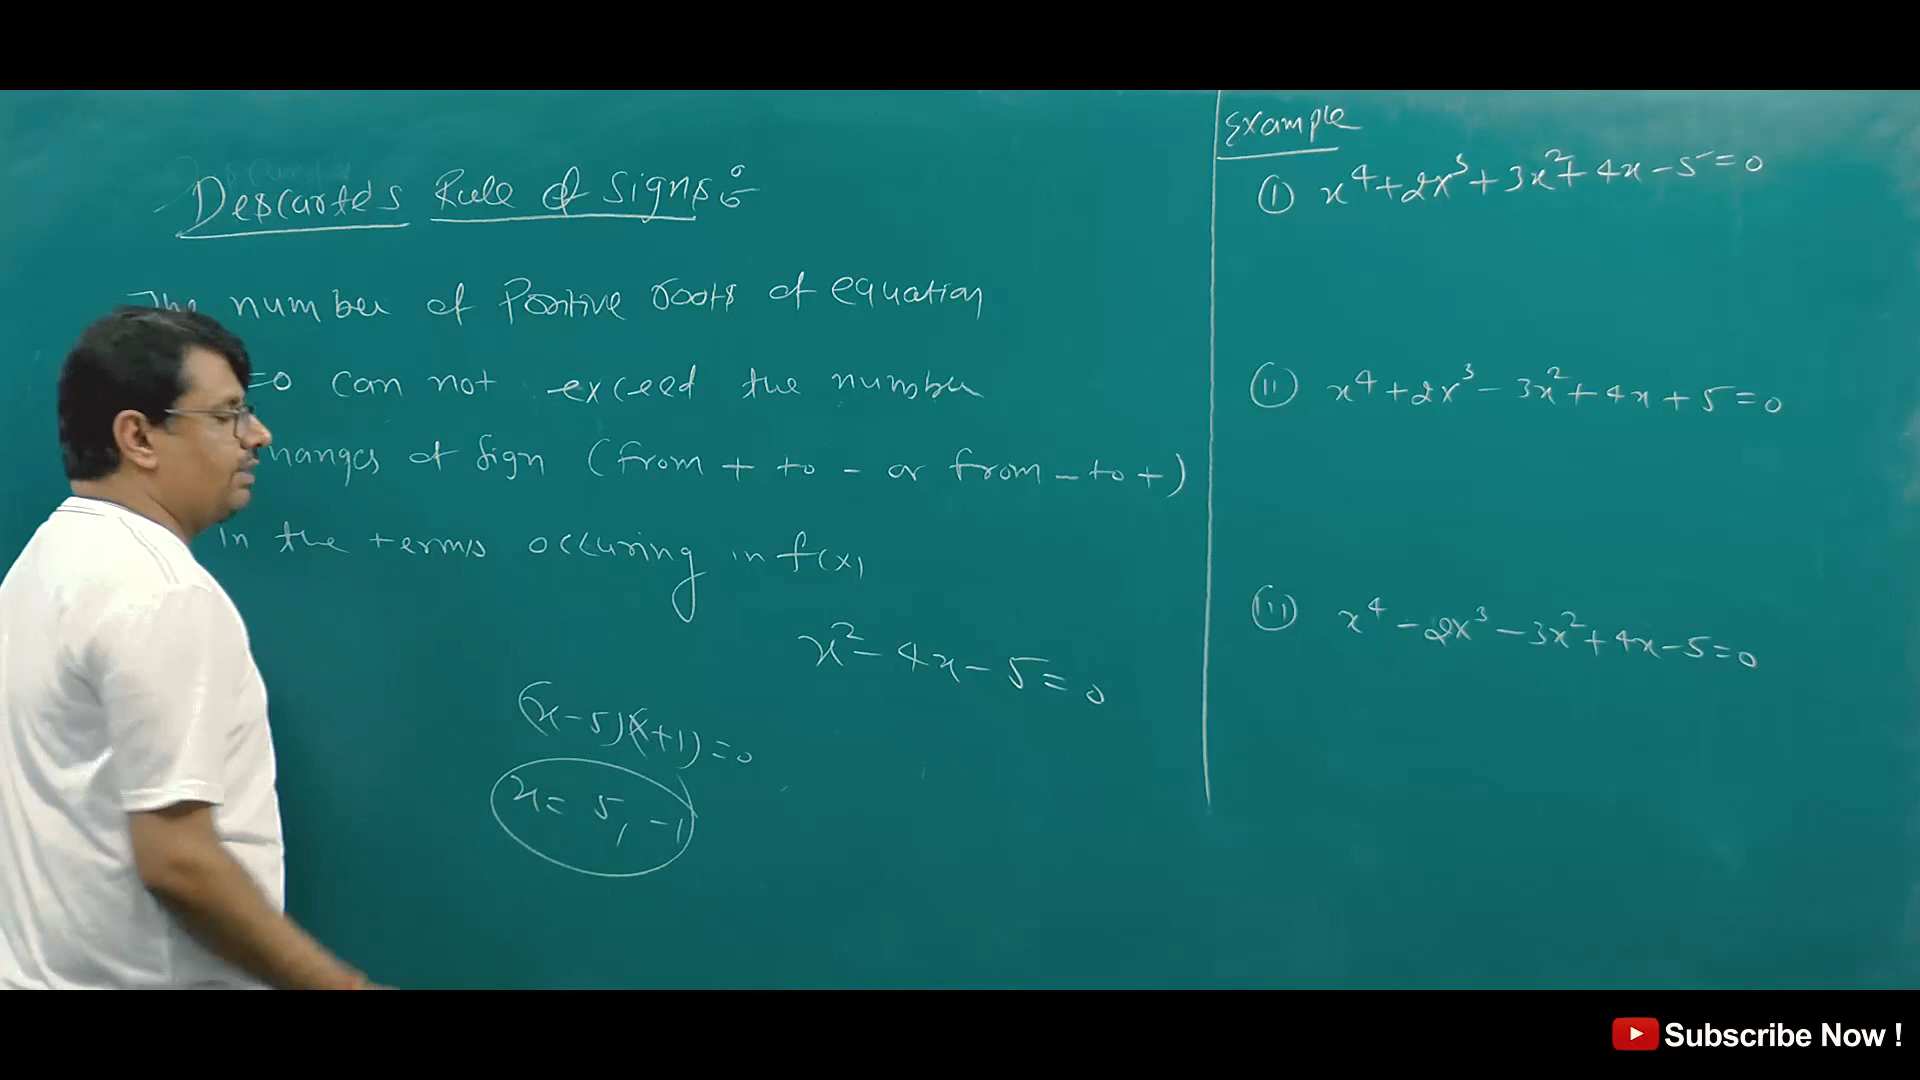 Descartes Rule of Signs :-
The number of Positive roots of equation
=0 can not exceed the number
hanges of Sign (from + to - or from - to +)
in the terms occuring in f(x)
x² - 4x - 5 = 0
(x-5)(x+1) = 0
x = 5, -1
Example
(i) x⁴ + 2x³ + 3x² + 4x - 5 = 0
(ii) x⁴ + 2x³ - 3x² + 4x + 5 = 0
(iii) x⁴ - 2x³ - 3x² + 4x - 5 = 0
Subscribe Now !